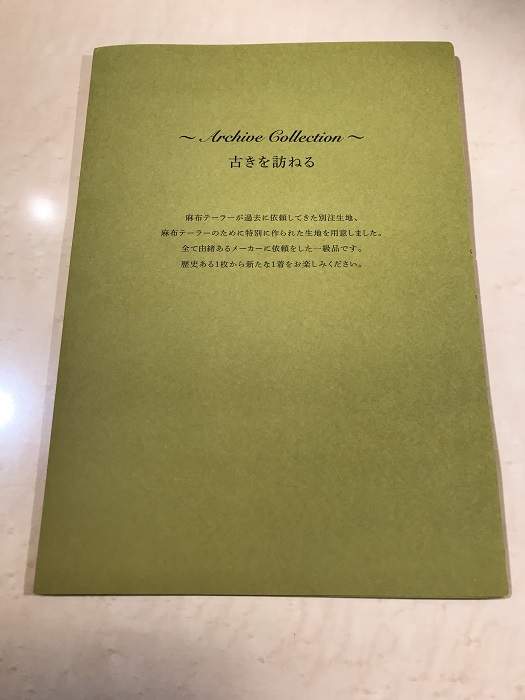 ～ Archive Collection ～
古きを訪ねる
麻布テーラーが過去に依頼してきた別注生地、
麻布テーラーのために特別に作られた生地を用意しました。
全て由緒あるメーカーに依頼をした一級品です。
歴史ある1枚から新たな1着をお楽しみください。